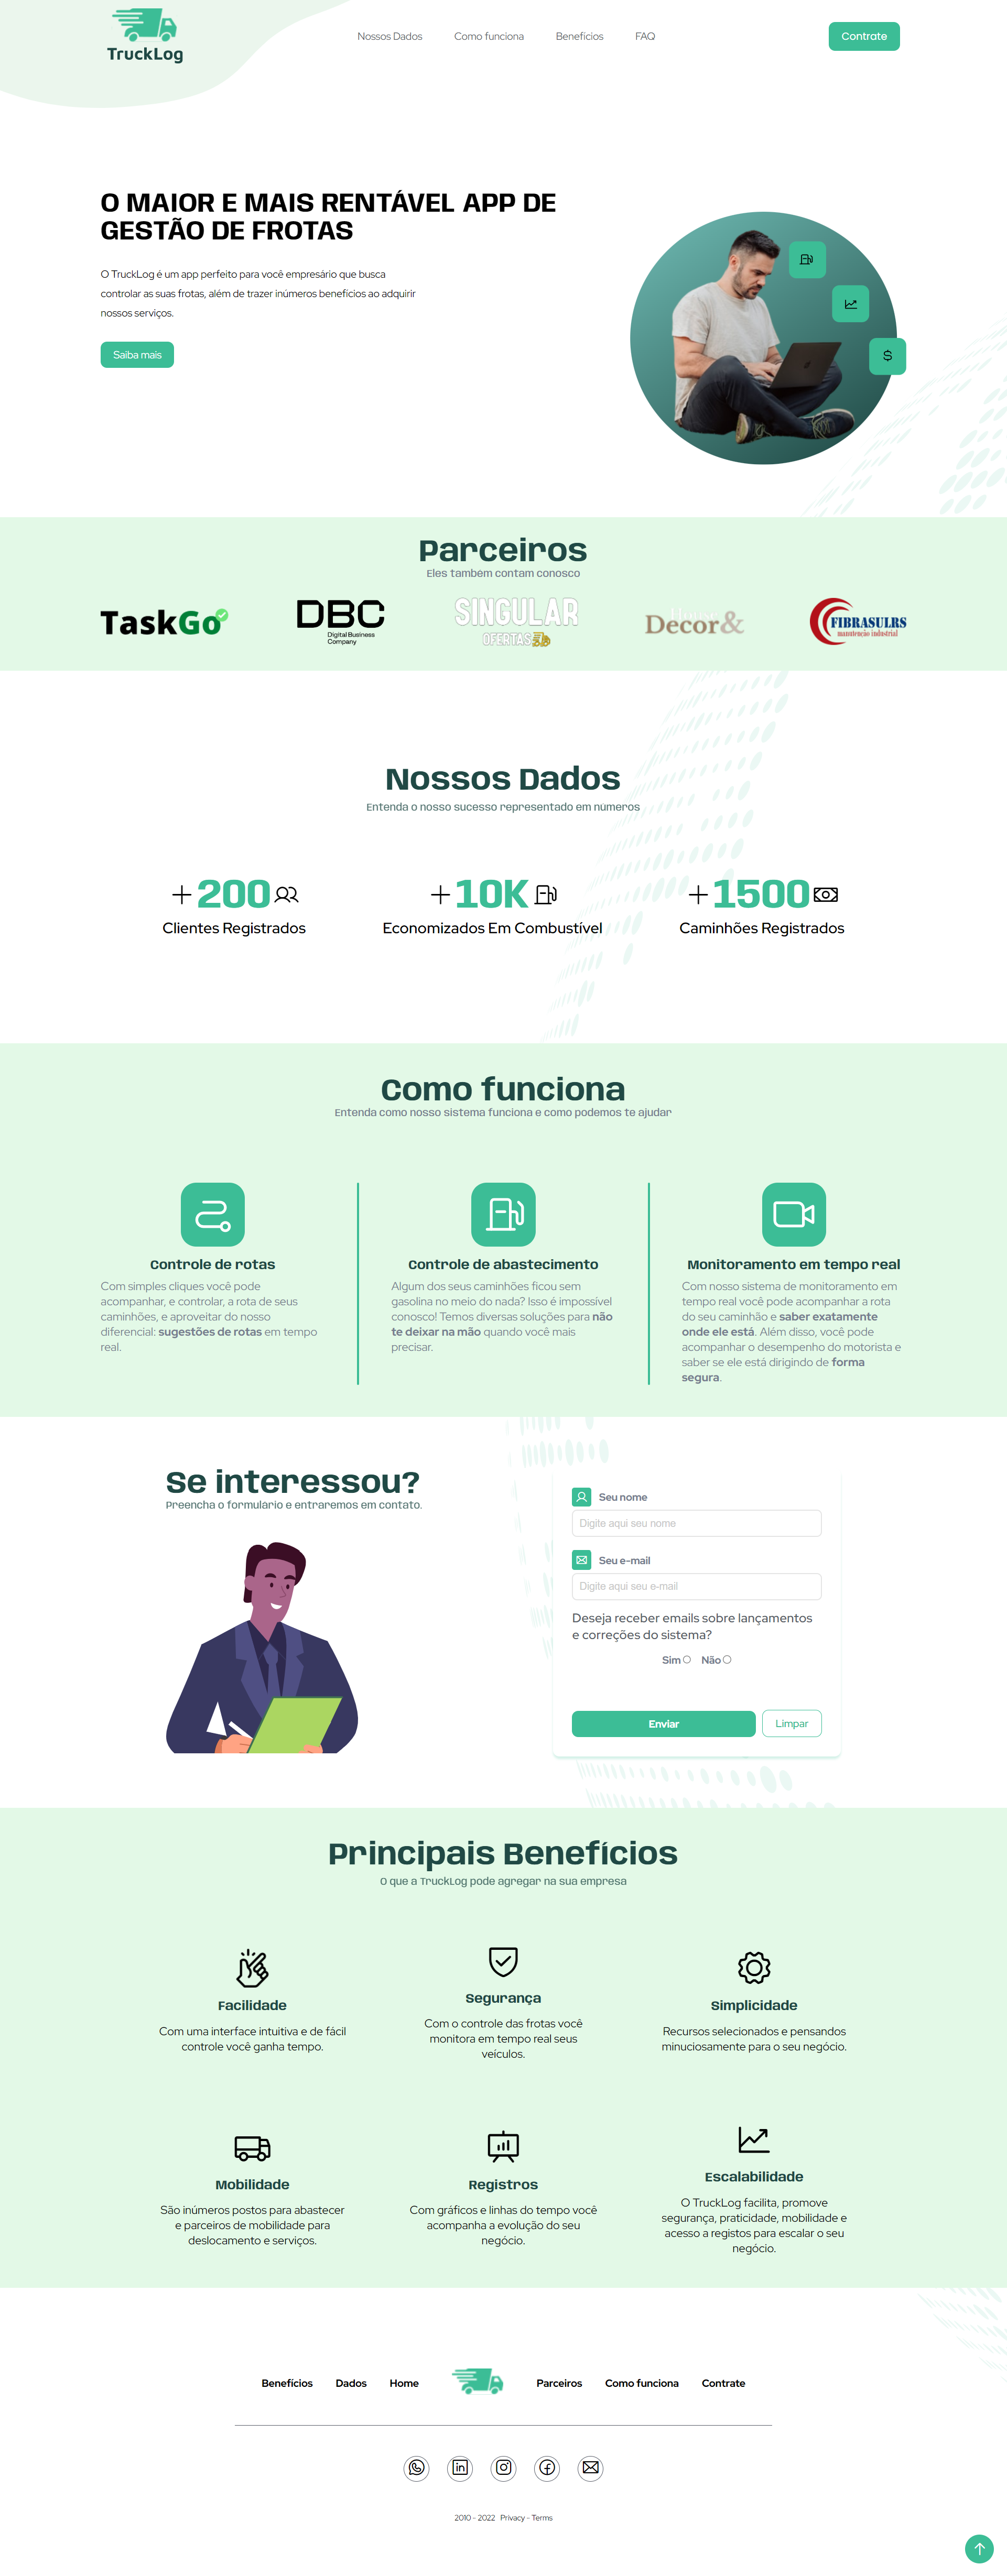 TruckLog
Nossos Dados
Como funciona
Benefícios
FAQ
Contrate
O MAIOR E MAIS RENTÁVEL APP DE
GESTÃO DE FROTAS
O TruckLog é um app perfeito para você empresário que busca
controlar as suas frotas, além de trazer inúmeros benefícios ao adquirir
nossos serviços.
Saiba mais
Parceiros
Eles também contam conosco
TaskGo
DBC
Digital Business
Company
SINGULAR
OFERTAS
Decor&
FIBRASULRS
manutenção industrial
Nossos Dados
Entenda o nosso sucesso representado em números
200
Clientes Registrados
10K
Economizados Em Combustível
1500
Caminhões Registrados
Como funciona
Entenda como nosso sistema funciona e como podemos te ajudar
Controle de rotas
Com simples cliques você pode
acompanhar, e controlar, a rota de seus
caminhões, e aproveitar do nosso
diferencial: sugestões de rotas em tempo
real.
Controle de abastecimento
Algum dos seus caminhões ficou sem
gasolina no meio do nada? Isso é impossível
conosco! Temos diversas soluções para não
te deixar na mão quando você mais
precisar.
Monitoramento em tempo real
Com nosso sistema de monitoramento em
tempo real você pode acompanhar a rota
do seu caminhão e saber exatamente
onde ele está. Além disso, você pode
acompanhar o desempenho do motorista e
saber se ele está dirigindo de forma
segura.
Se interessou?
Preencha o formulário e entraremos em contato.
Seu nome
Digite aqui seu nome
Seu e-mail
Digite aqui seu e-mail
Deseja receber emails sobre lançamentos
e correções do sistema?
Sim
Não
Enviar
Limpar
Principais Benefícios
O que a TruckLog pode agregar na sua empresa
Facilidade
Com uma interface intuitiva e de fácil
controle você ganha tempo.
Segurança
Com o controle das frotas você
monitora em tempo real seus
veículos.
Simplicidade
Recursos selecionados e pensandos
minuciosamente para o seu negócio.
Mobilidade
São inúmeros postos para abastecer
e parceiros de mobilidade para
deslocamento e serviços.
Registros
Com gráficos e linhas do tempo você
acompanha a evolução do seu
negócio.
Escalabilidade
O TruckLog facilita, promove
segurança, praticidade, mobilidade e
acesso a registos para escalar o seu
negócio.
Benefícios
Dados
Home
Parceiros
Como funciona
Contrate
2010 - 2022 Privacy - Terms